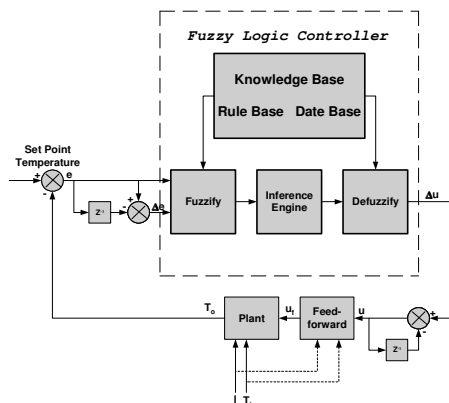 Fuzzy Logic Controller
Knowledge Base
Rule Base Date Base
Set Point
Temperature
+
e
-
Fuzzify
Inference
Engine
Defuzzify
Δu
+
-
Δe
Z⁻¹
T₀
Plant
u_f
Feed-
forward
u
+
-
Z⁻¹
I T